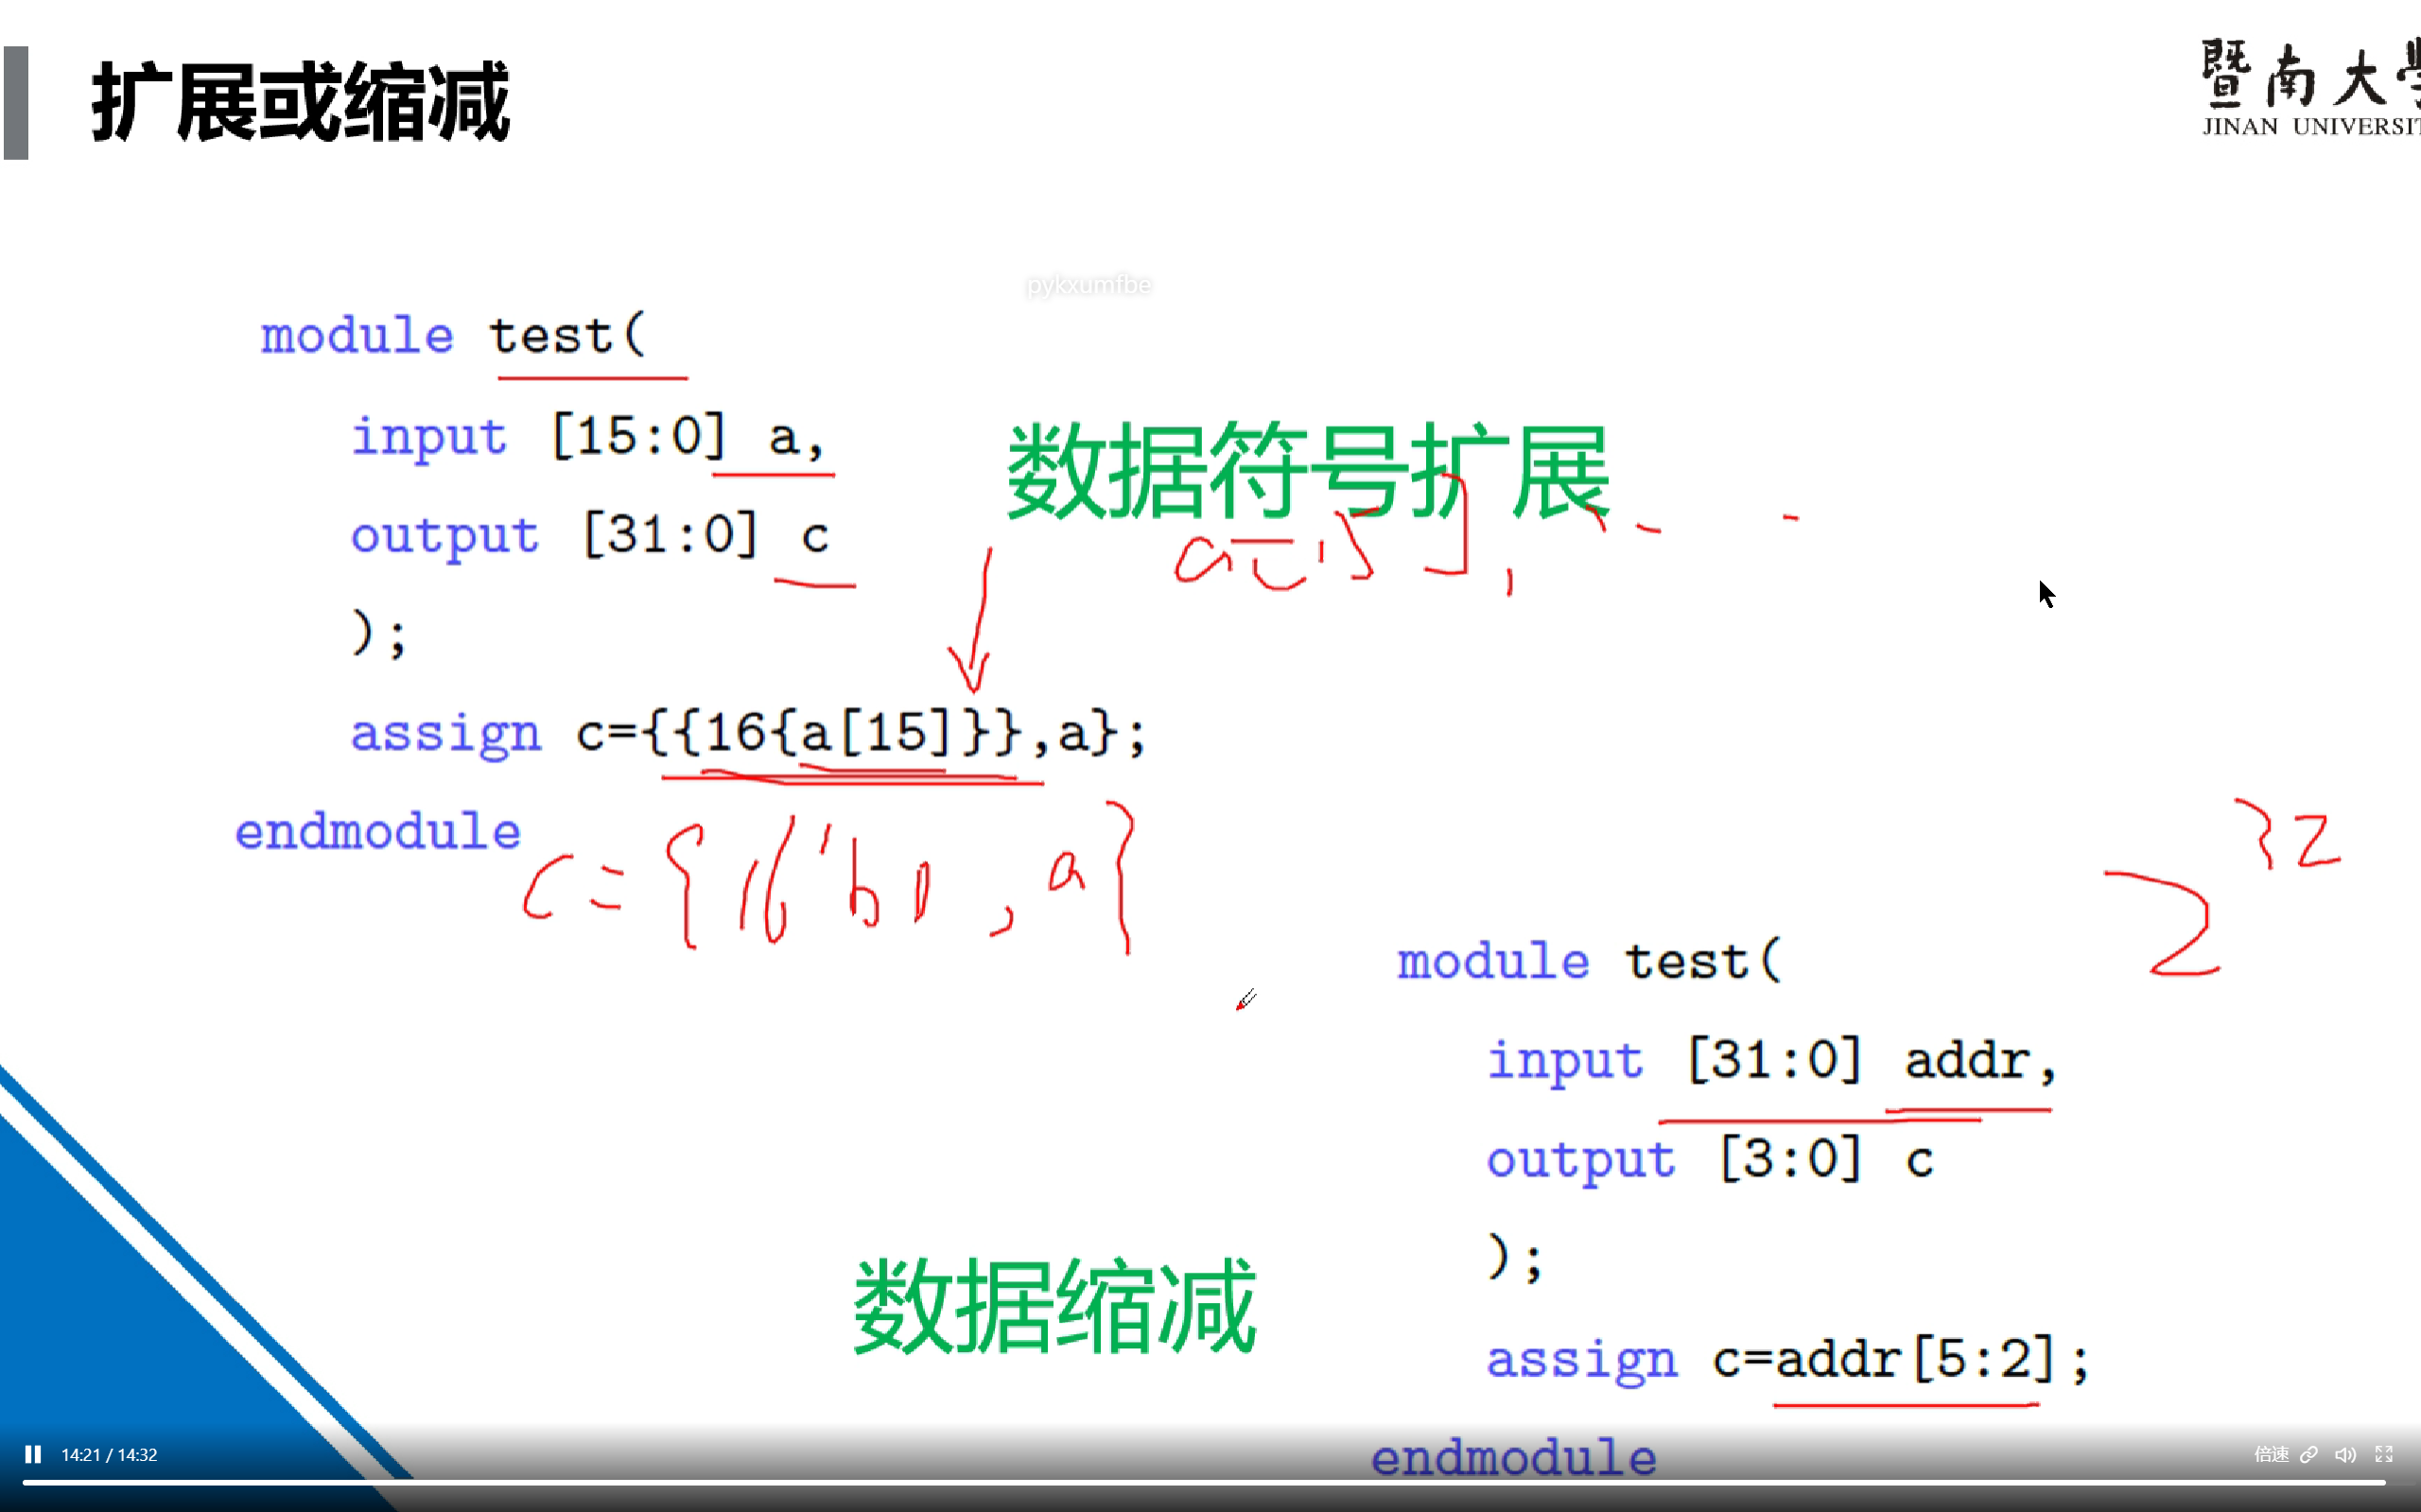 扩展或缩减
暨南大學
JINAN UNIVERSIT
pykxumfbe
module test(
input [15:0] a,
output [31:0] c
);
assign c={{16{a[15]}},a};
endmodule
数据符号扩展
a[15],
c={16'b0,a}
2^32
module test(
input [31:0] addr,
output [3:0] c
);
assign c=addr[5:2];
endmodule
数据缩减
14:21 / 14:32
倍速